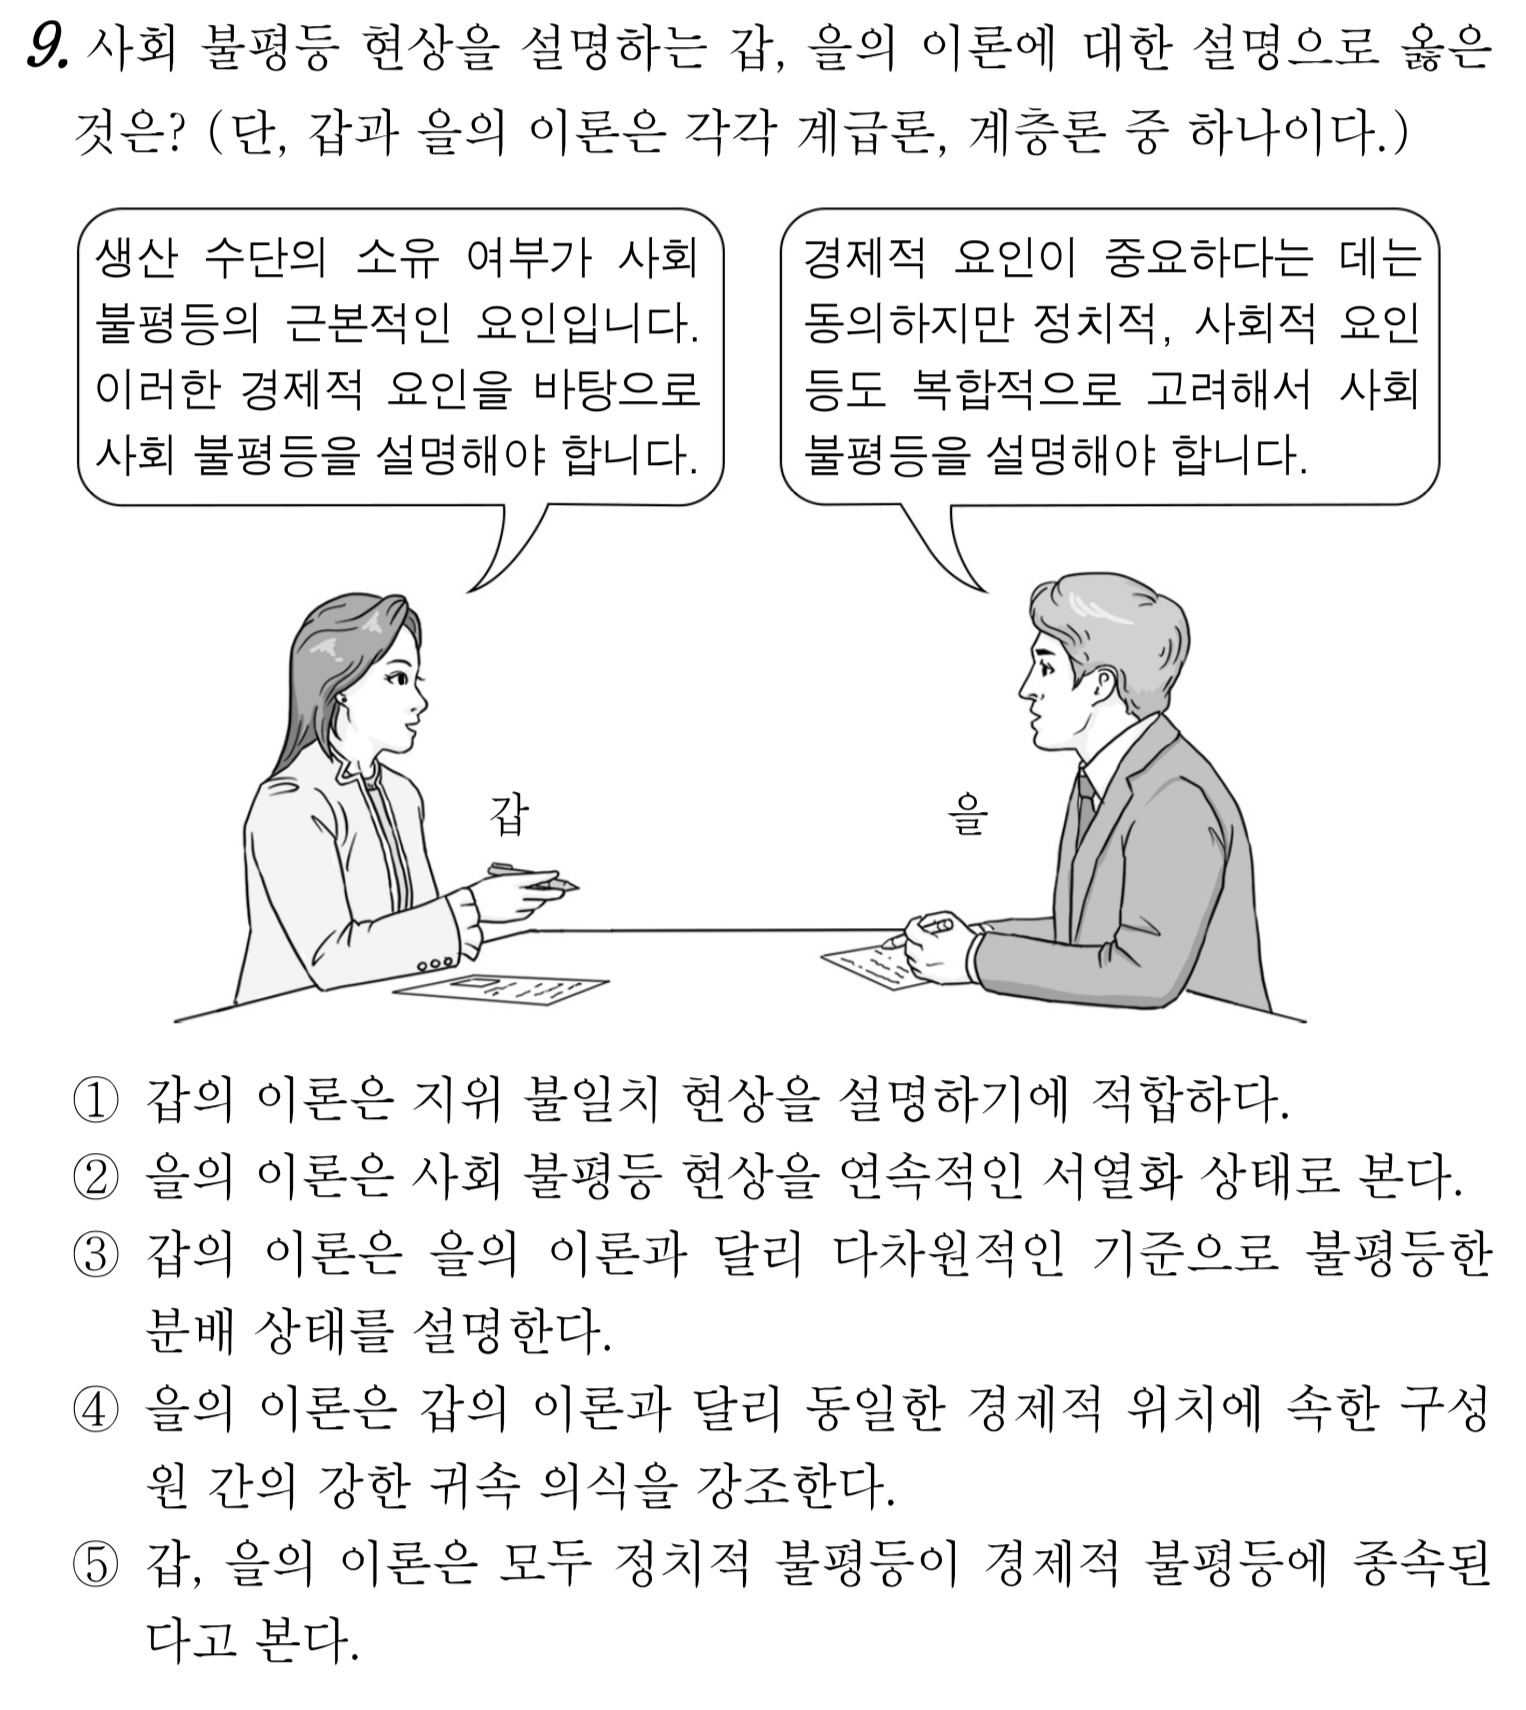 9. 사회 불평등 현상을 설명하는 갑, 을의 이론에 대한 설명으로 옳은
것은? (단, 갑과 을의 이론은 각각 계급론, 계층론 중 하나이다.)
생산 수단의 소유 여부가 사회
불평등의 근본적인 요인입니다.
이러한 경제적 요인을 바탕으로
사회 불평등을 설명해야 합니다.
경제적 요인이 중요하다는 데는
동의하지만 정치적, 사회적 요인
등도 복합적으로 고려해서 사회
불평등을 설명해야 합니다.
갑
을
① 갑의 이론은 지위 불일치 현상을 설명하기에 적합하다.
② 을의 이론은 사회 불평등 현상을 연속적인 서열화 상태로 본다.
③ 갑의 이론은 을의 이론과 달리 다차원적인 기준으로 불평등한
분배 상태를 설명한다.
④ 을의 이론은 갑의 이론과 달리 동일한 경제적 위치에 속한 구성
원 간의 강한 귀속 의식을 강조한다.
⑤ 갑, 을의 이론은 모두 정치적 불평등이 경제적 불평등에 종속된
다고 본다.